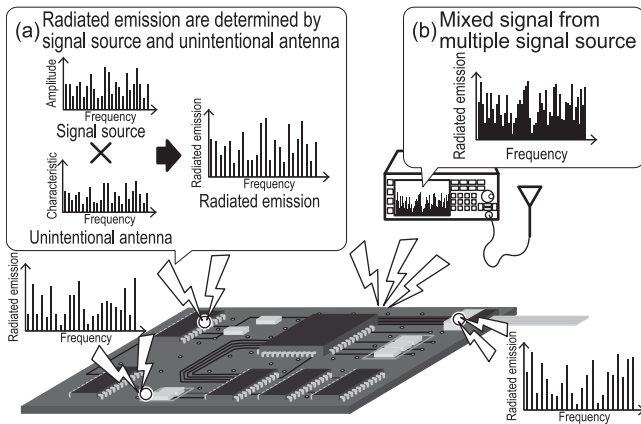 (a) Radiated emission are determined by
signal source and unintentional antenna
Amplitude
Frequency
Signal source
Characteristic
Frequency
Unintentional antenna
Radiated emission
Frequency
Radiated emission
(b) Mixed signal from
multiple signal source
Radiated emission
Frequency
Radiated emission
Frequency
Radiated emission
Frequency